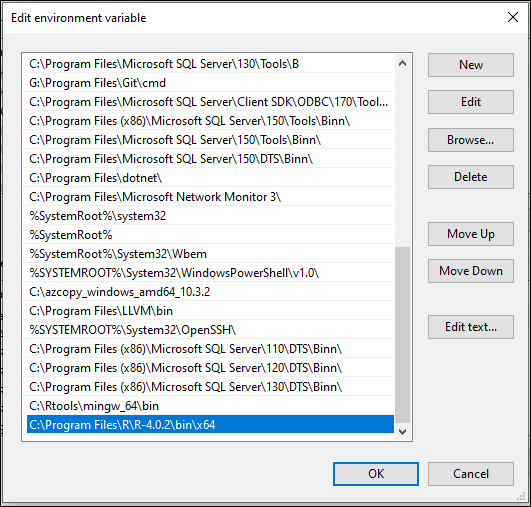 Edit environment variable
C:\Program Files\Microsoft SQL Server\130\Tools\B
G:\Program Files\Git\cmd
C:\Program Files\Microsoft SQL Server\Client SDK\ODBC\170\Tool...
C:\Program Files (x86)\Microsoft SQL Server\150\Tools\Binn\
C:\Program Files\Microsoft SQL Server\150\Tools\Binn\
C:\Program Files\Microsoft SQL Server\150\DTS\Binn\
C:\Program Files\dotnet\
C:\Program Files\Microsoft Network Monitor 3\
%SystemRoot%\system32
%SystemRoot%
%SystemRoot%\System32\Wbem
%SYSTEMROOT%\System32\WindowsPowerShell\v1.0\
C:\azcopy_windows_amd64_10.3.2
C:\Program Files\LLVM\bin
%SYSTEMROOT%\System32\OpenSSH\
C:\Program Files (x86)\Microsoft SQL Server\110\DTS\Binn\
C:\Program Files (x86)\Microsoft SQL Server\120\DTS\Binn\
C:\Program Files (x86)\Microsoft SQL Server\130\DTS\Binn\
C:\Rtools\mingw_64\bin
C:\Program Files\R\R-4.0.2\bin\x64
New
Edit
Browse...
Delete
Move Up
Move Down
Edit text...
OK
Cancel